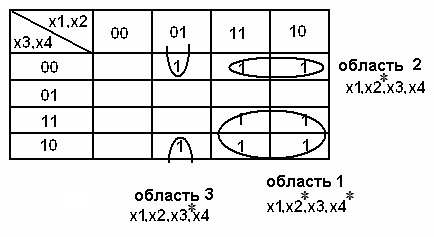 x1,x2
x3,x4
00 01 11 10
00 1 1 1
01
11 1 1
10 1 1 1
область 2
x1,x2*,x3,x4
область 3
x1,x2,x3*,x4
область 1
x1,x2*,x3,x4*